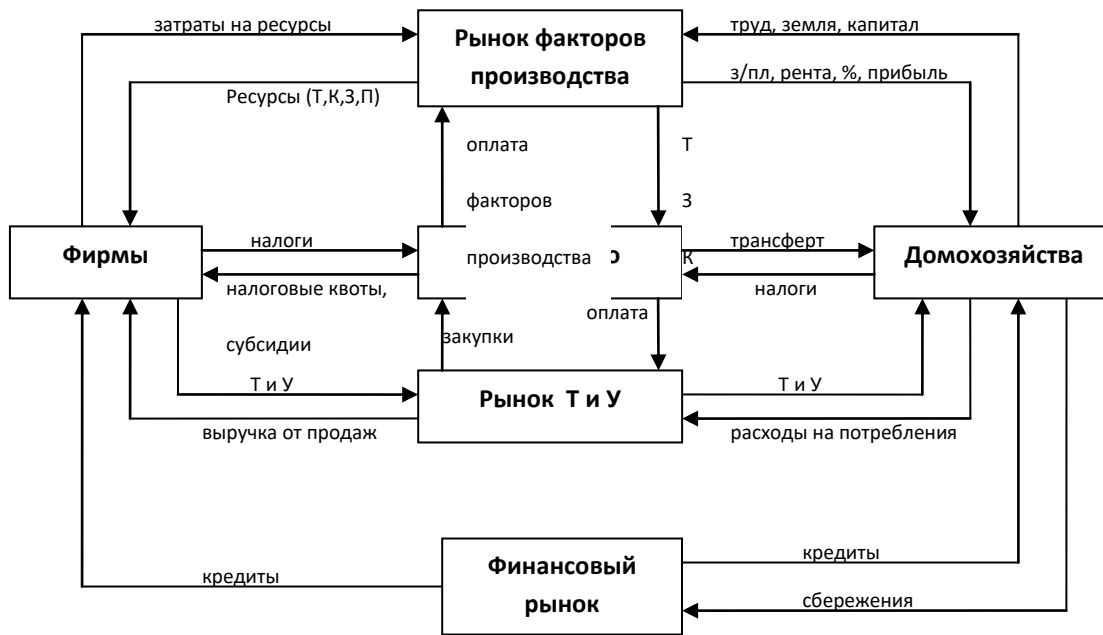 затраты на ресурсы
Рынок факторов
производства
труд, земля, капитал
з/пл, рента, %, прибыль
Ресурсы (Т,К,З,П)
оплата
Т
факторов
З
Фирмы
налоги
производства
о
К
трансферт
Домохозяйства
налоговые квоты,
оплата
налоги
субсидии
закупки
Т и У
Рынок Т и У
Т и У
выручка от продаж
расходы на потребления
кредиты
Финансовый
рынок
кредиты
сбережения